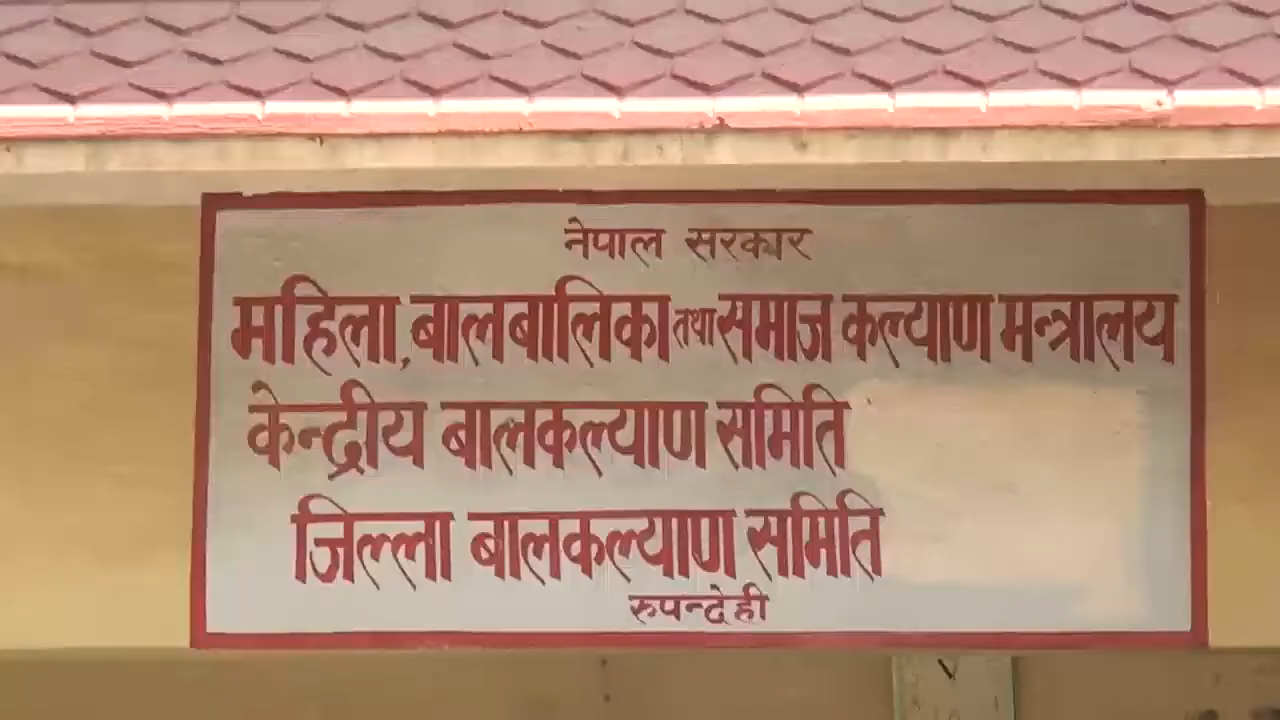 नेपाल सरकार
महिला, बालबालिका तथा समाज कल्याण मन्त्रालय
केन्द्रीय बालकल्याण समिति
जिल्ला बालकल्याण समिति
रुपन्देही